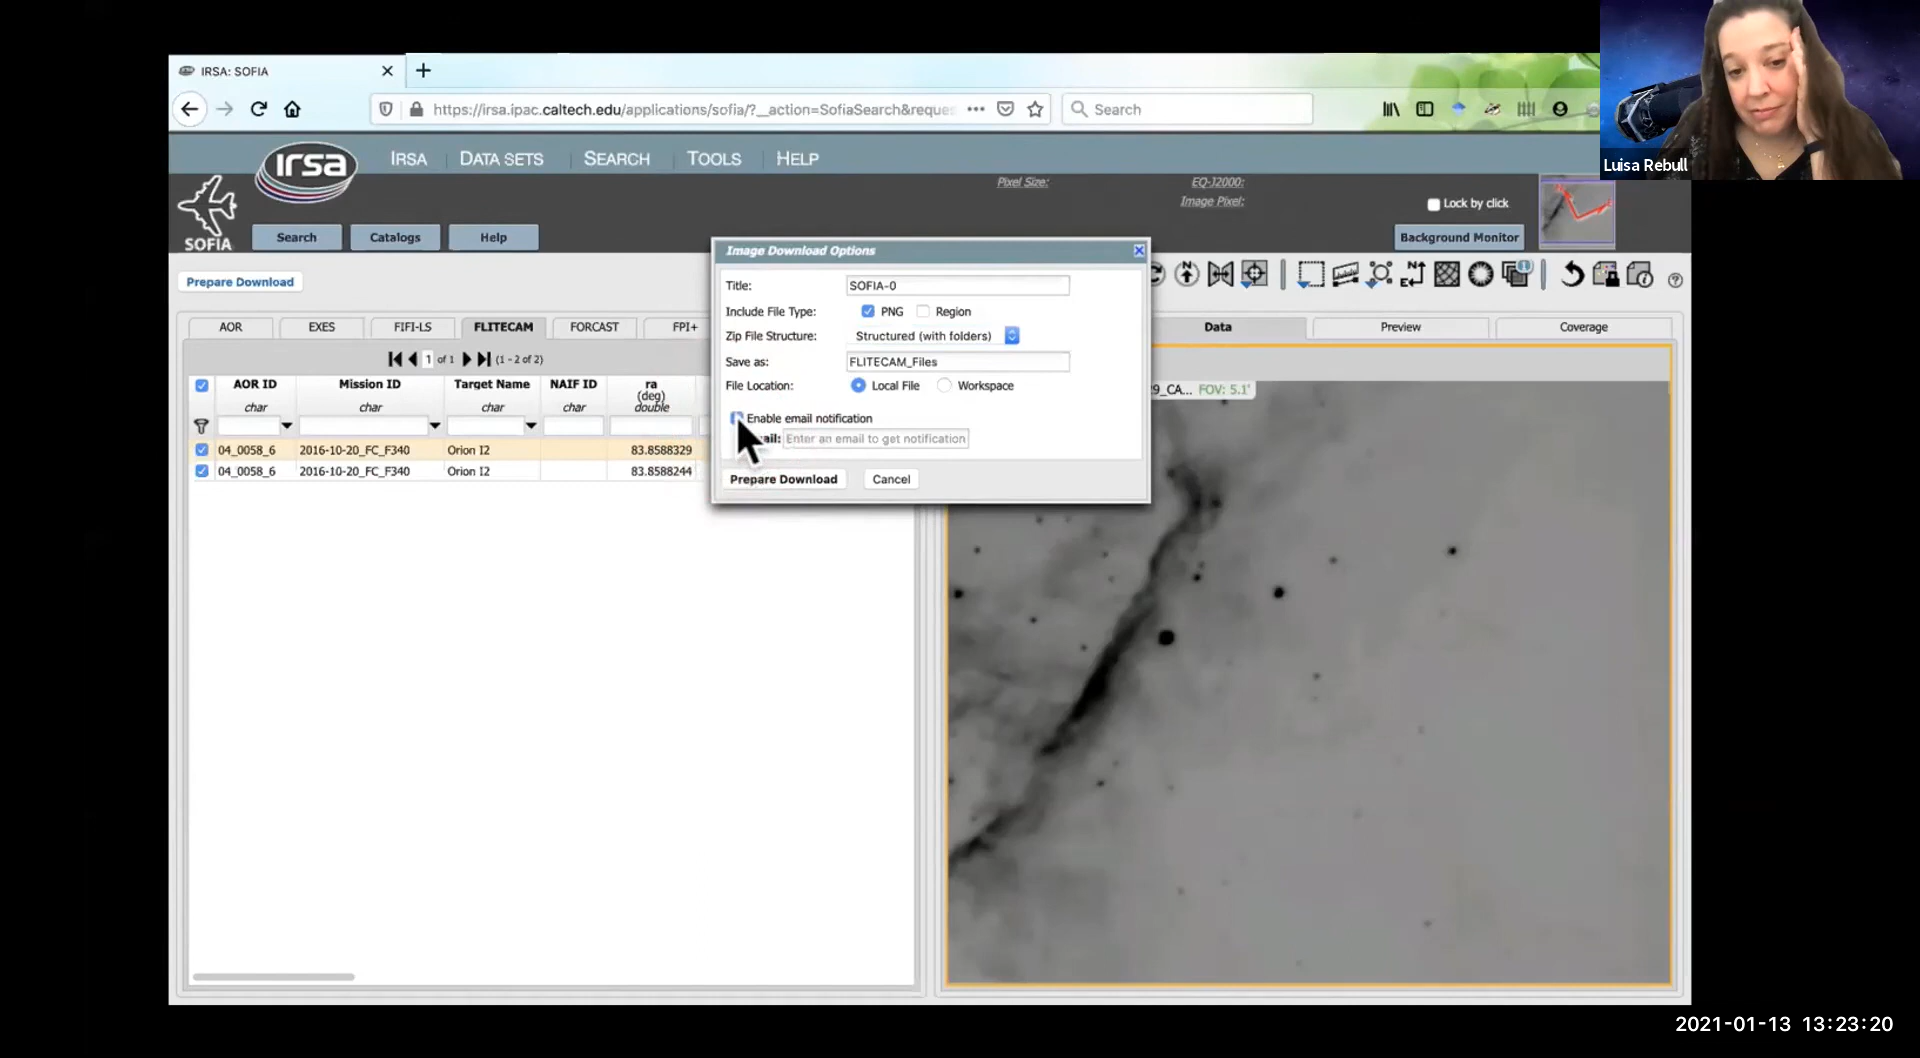 IRSA: SOFIA
https://irsa.ipac.caltech.edu/applications/sofia/?__action=SofiaSearch&reques
Search
Luisa Rebull
irsa
IRSA
DATA SETS
SEARCH
TOOLS
HELP
SOFIA
Search
Catalogs
Help
Pixel Size:
EQ-J2000:
Image Pixel:
Lock by click
Background Monitor
Prepare Download
AOR
EXES
FIFI-LS
FLITECAM
FORCAST
FPI+
1 of 1 (1 - 2 of 2)
AOR ID Mission ID Target Name NAIF ID ra
(deg)
char char char char double
04_0058_6 2016-10-20_FC_F340 Orion I2 83.8588329
04_0058_6 2016-10-20_FC_F340 Orion I2 83.8588244
Image Download Options
Title: SOFIA-0
Include File Type: PNG Region
Zip File Structure: Structured (with folders)
Save as: FLITECAM_Files
File Location: Local File Workspace
Enable email notification
ail: Enter an email to get notification
Prepare Download
Cancel
Data
Preview
Coverage
9_CA... FOV: 5.1'
2021-01-13 13:23:20